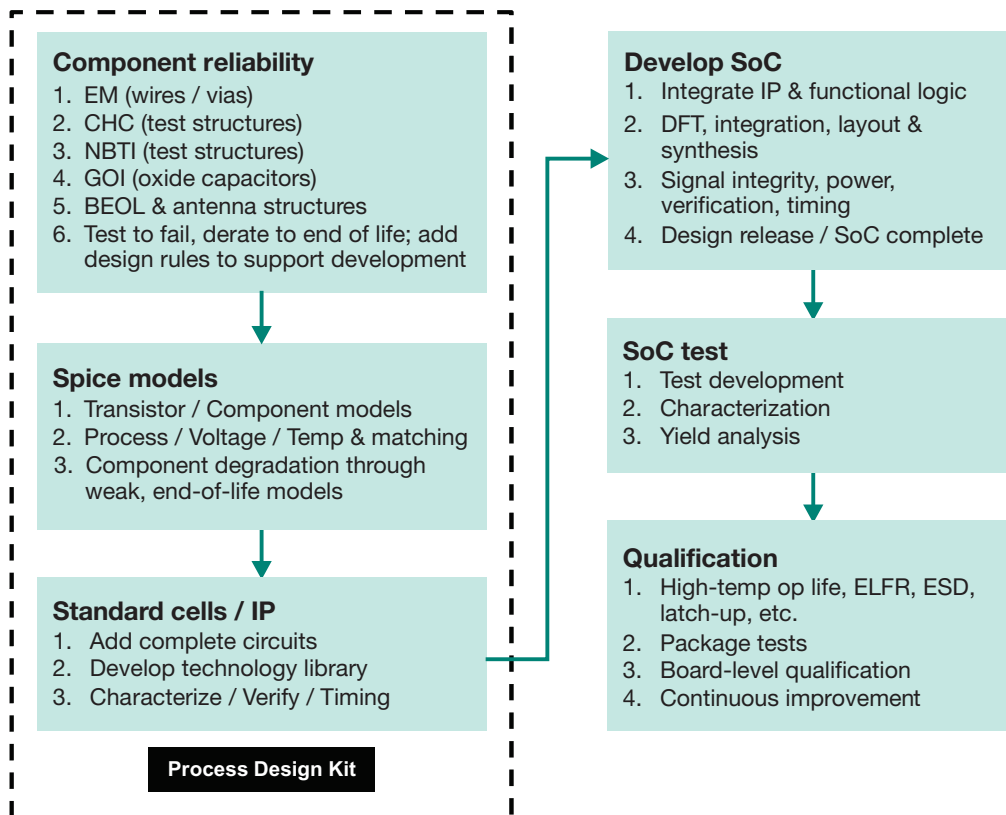 Component reliability
1. EM (wires / vias)
2. CHC (test structures)
3. NBTI (test structures)
4. GOI (oxide capacitors)
5. BEOL & antenna structures
6. Test to fail, derate to end of life; add
design rules to support development
Spice models
1. Transistor / Component models
2. Process / Voltage / Temp & matching
3. Component degradation through
weak, end-of-life models
Standard cells / IP
1. Add complete circuits
2. Develop technology library
3. Characterize / Verify / Timing
Process Design Kit
Develop SoC
1. Integrate IP & functional logic
2. DFT, integration, layout &
synthesis
3. Signal integrity, power,
verification, timing
4. Design release / SoC complete
SoC test
1. Test development
2. Characterization
3. Yield analysis
Qualification
1. High-temp op life, ELFR, ESD,
latch-up, etc.
2. Package tests
3. Board-level qualification
4. Continuous improvement